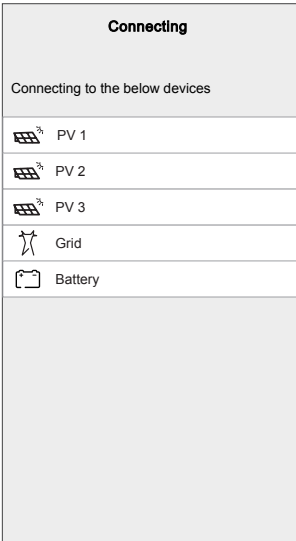 Connecting
Connecting to the below devices
PV 1
PV 2
PV 3
Grid
Battery